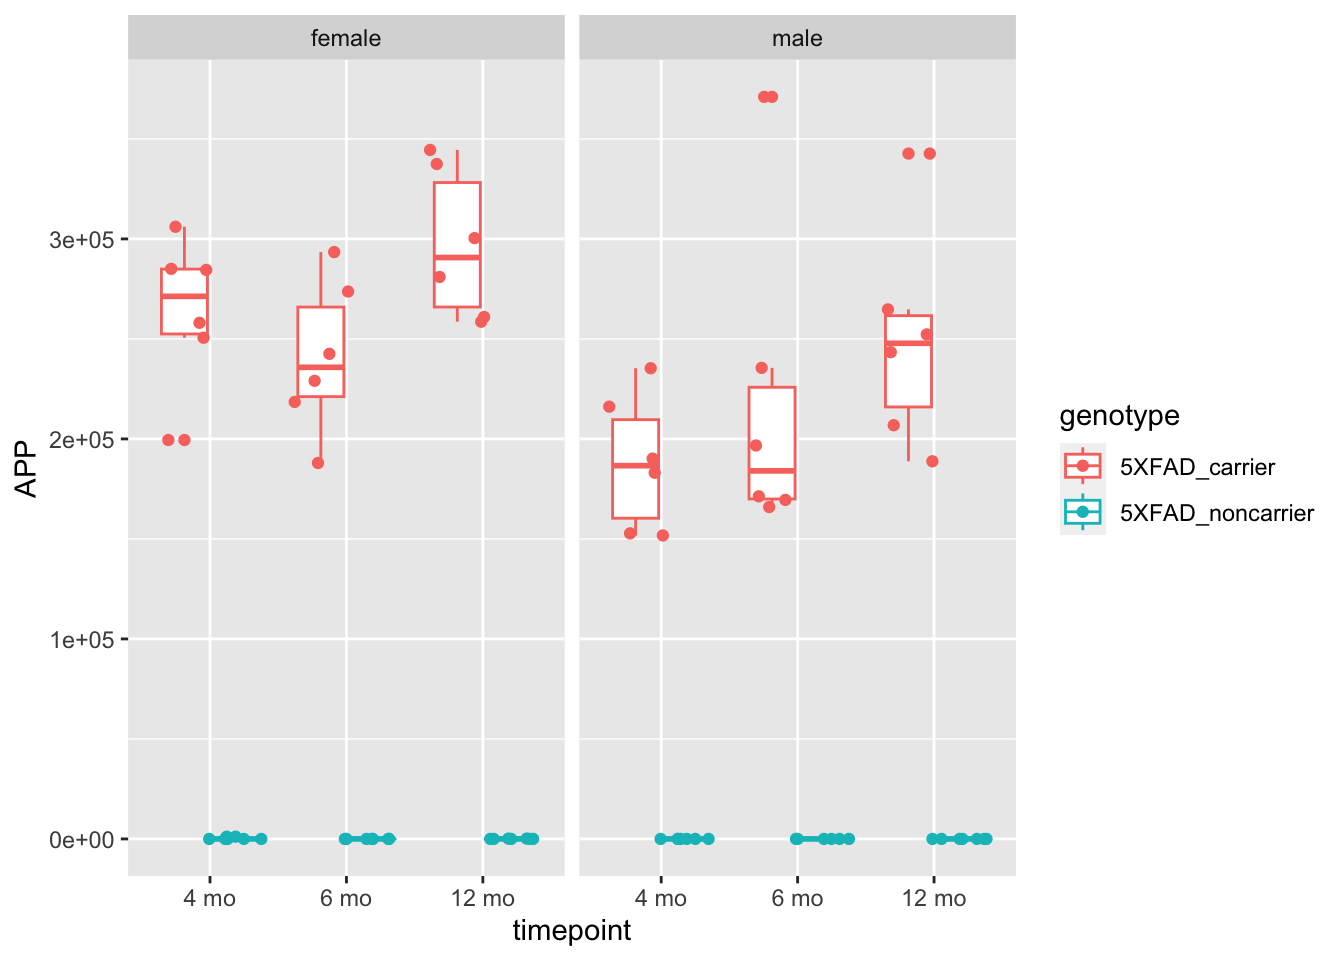 female
male
3e+05
2e+05
1e+05
0e+00
APP
4 mo
6 mo
12 mo
4 mo
6 mo
12 mo
timepoint
genotype
5XFAD_carrier
5XFAD_noncarrier